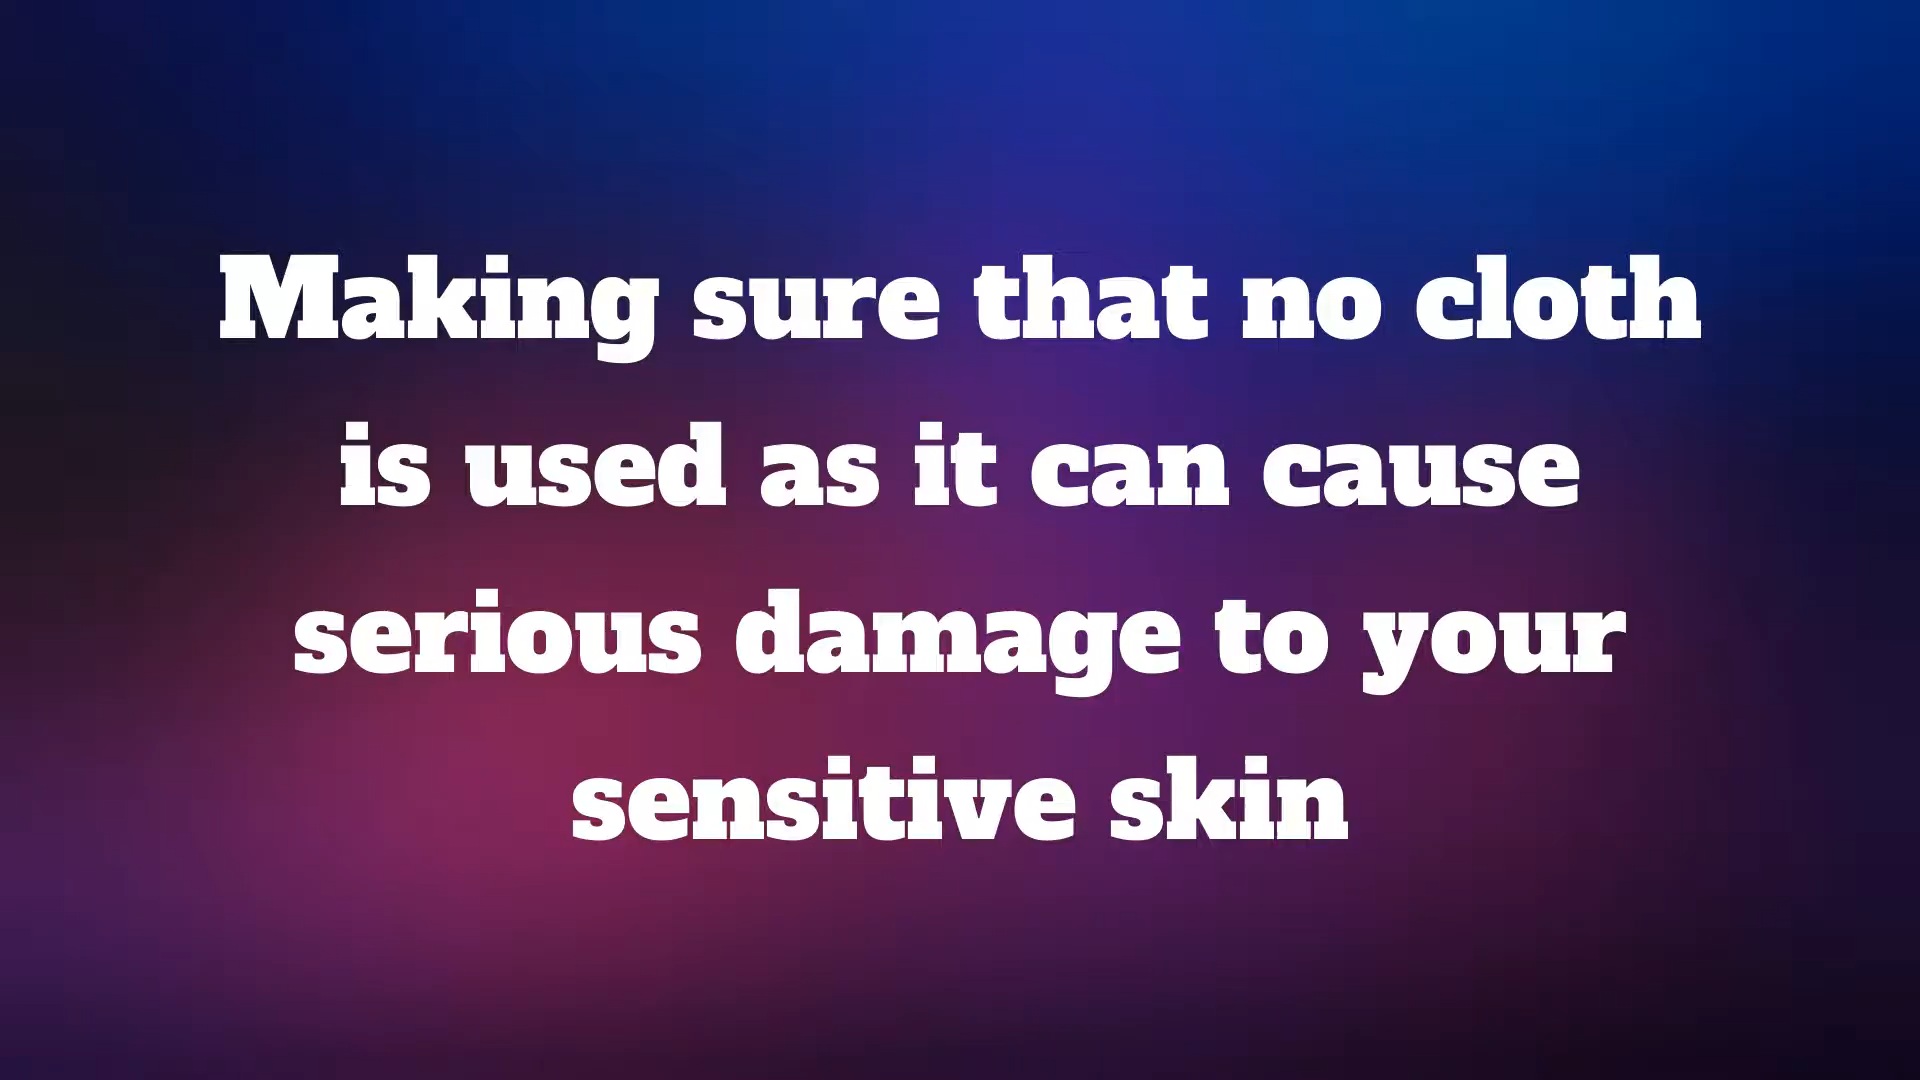 Making sure that no cloth
is used as it can cause
serious damage to your
sensitive skin